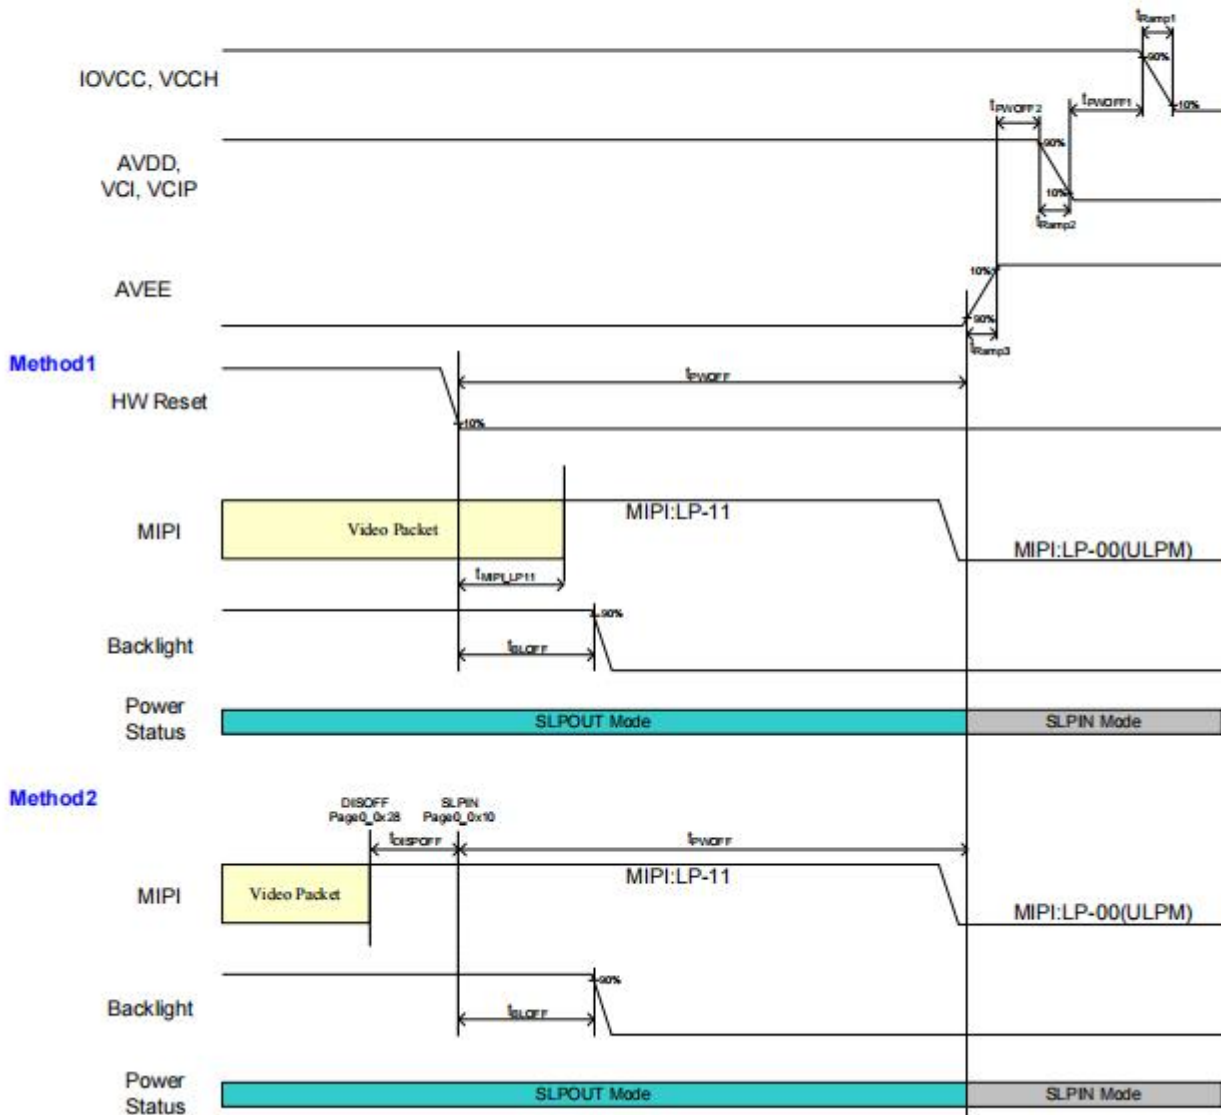 tRamp1
IOVCC, VCCH
90%
10%
tPWOFF2
tPWOFF1
AVDD,
VCI, VCIP
90%
10%
tRamp2
AVEE
10%
90%
tRamp3
Method1
HW Reset
tPWOFF
10%
MIPI
Video Packet
MIPI:LP-11
MIPI:LP-00(ULPM)
tMIPI_LP11
Backlight
90%
tBLOFF
Power
Status
SLPOUT Mode
SLPIN Mode
Method2
DISOFF
Page0_0x28
SLPIN
Page0_0x10
tDISPOFF
tPWOFF
MIPI
Video Packet
MIPI:LP-11
MIPI:LP-00(ULPM)
Backlight
90%
tBLOFF
Power
Status
SLPOUT Mode
SLPIN Mode